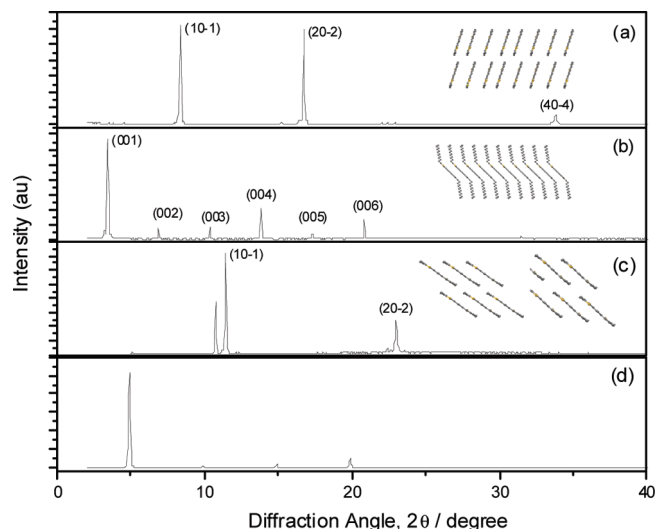 (10-1)
(20-2)
(a)
(40-4)
(001)
(b)
(002)
(003)
(004)
(005)
(006)
(10-1)
(c)
(20-2)
(d)
Intensity (au)
0
10
20
30
40
Diffraction Angle, 2θ / degree